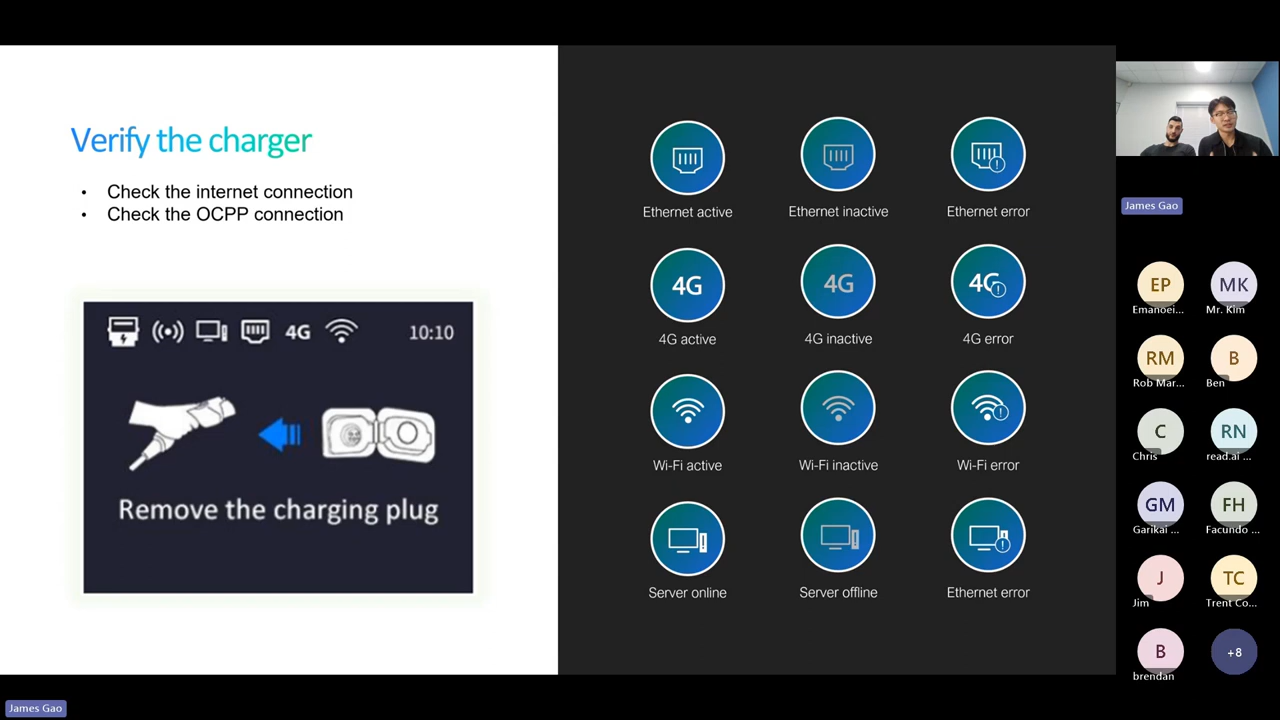 Verify the charger
• Check the internet connection
• Check the OCPP connection
4G
10:10
Remove the charging plug
Ethernet active
Ethernet inactive
Ethernet error
4G
4G
4G
4G active
4G inactive
4G error
Wi-Fi active
Wi-Fi inactive
Wi-Fi error
Server online
Server offline
Ethernet error
James Gao
EP
MK
Emanoei...
Mr. Kim
RM
B
Rob Mar...
Ben
C
RN
Chris
read.ai ...
GM
FH
Garikai ...
Facundo ...
J
TC
Jim
Trent Co...
B
+8
brendan
James Gao